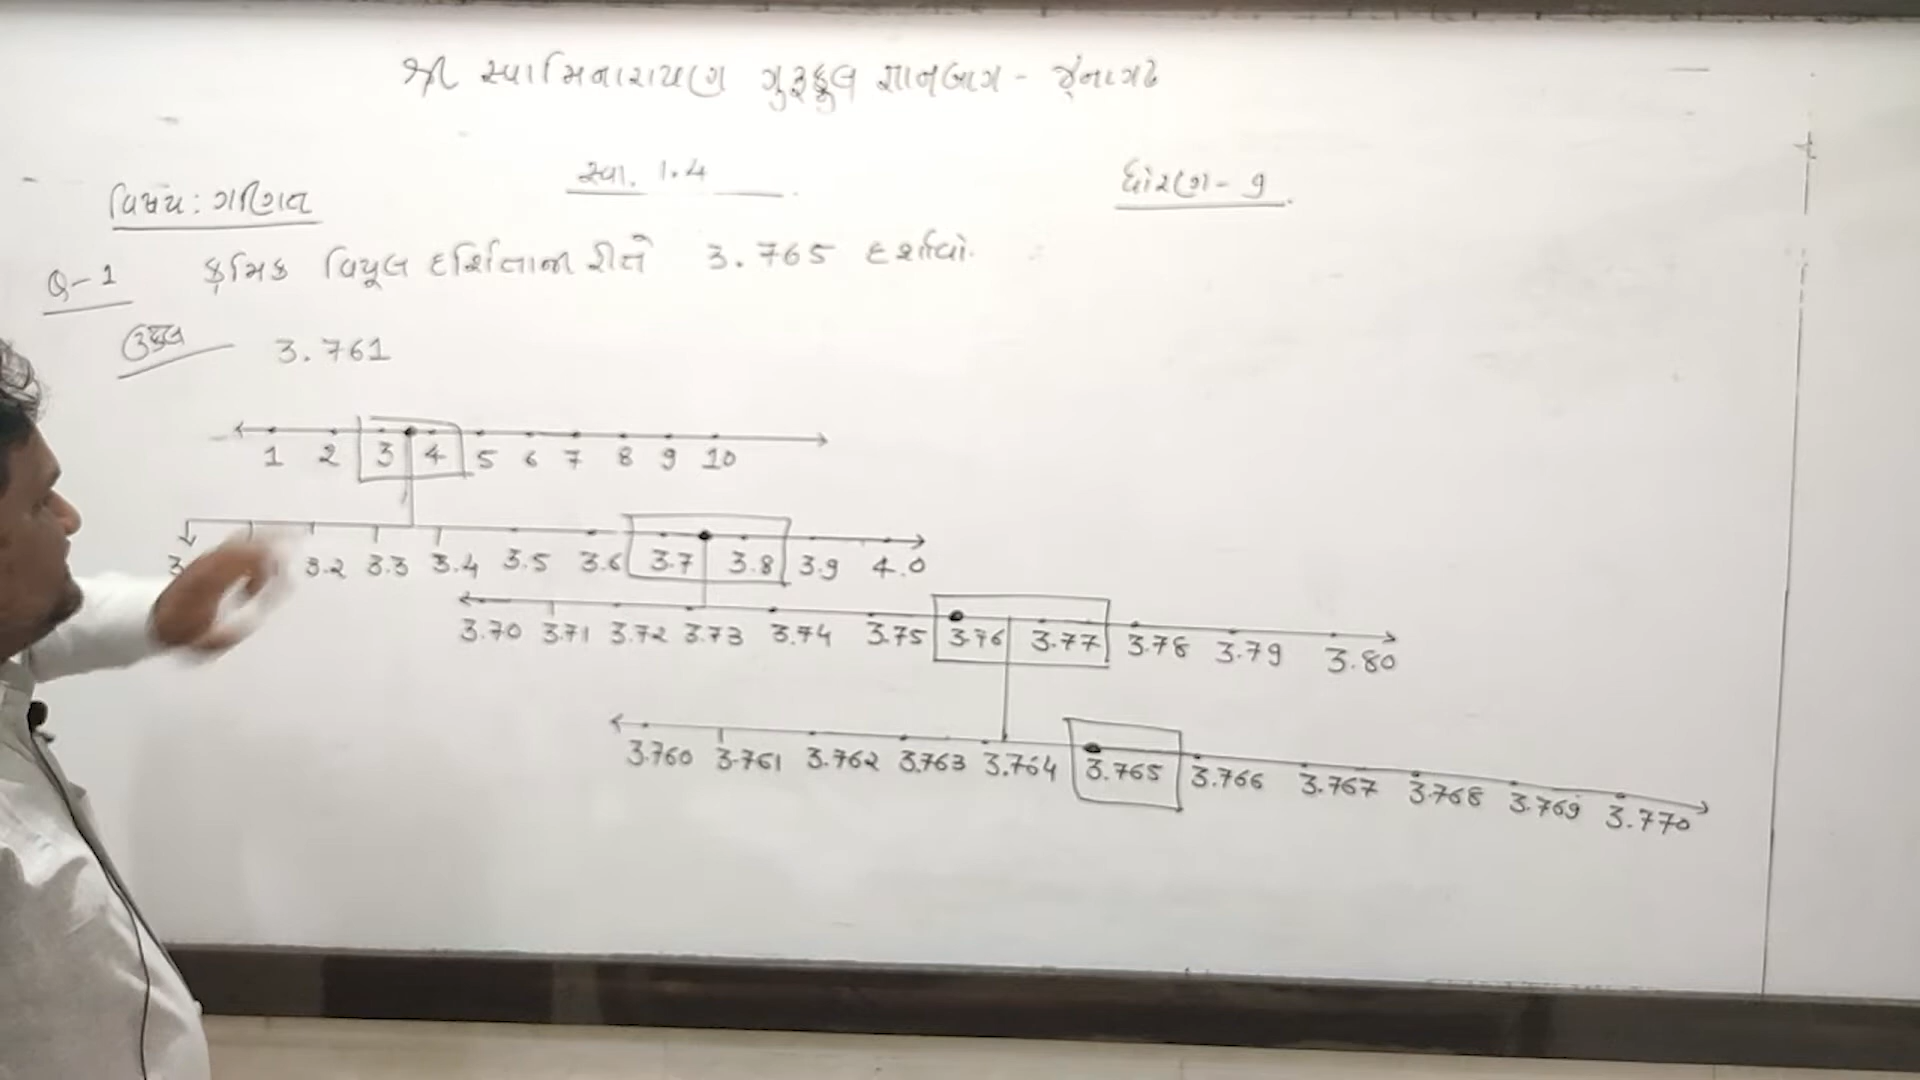 શ્રી સ્વામિનારાયણ ગુરૂકુલ જ્ઞાનબાગ - જૂનાગઢ
વિષય : ગણિત સ્વા. 1.4 ધોરણ - 9
Q-1 ક્રમિક વિપૂલ દર્શિતાની રીતે 3.765 દર્શાવો.
ઉકેલ 3.761
1 2 3 4 5 6 7 8 9 10
3.2 3.3 3.4 3.5 3.6 3.7 3.8 3.9 4.0
3.70 3.71 3.72 3.73 3.74 3.75 3.76 3.77 3.78 3.79 3.80
3.760 3.761 3.762 3.763 3.764 3.765 3.766 3.767 3.768 3.769 3.770